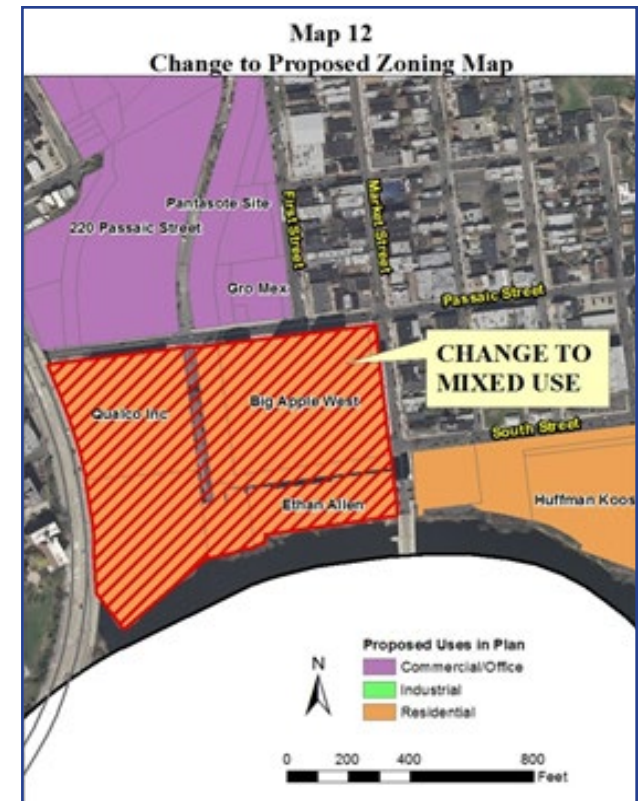 Map 12
Change to Proposed Zoning Map
Pantasote Site
220 Passaic Street
First Street
Market Street
Gro Mex
Passaic Street
CHANGE TO
MIXED USE
Qualco Inc
Big Apple West
South Street
Ethan Allen
Huffman Koos
Proposed Uses in Plan
N
Commercial/Office
Industrial
Residential
0 200 400 800
Feet